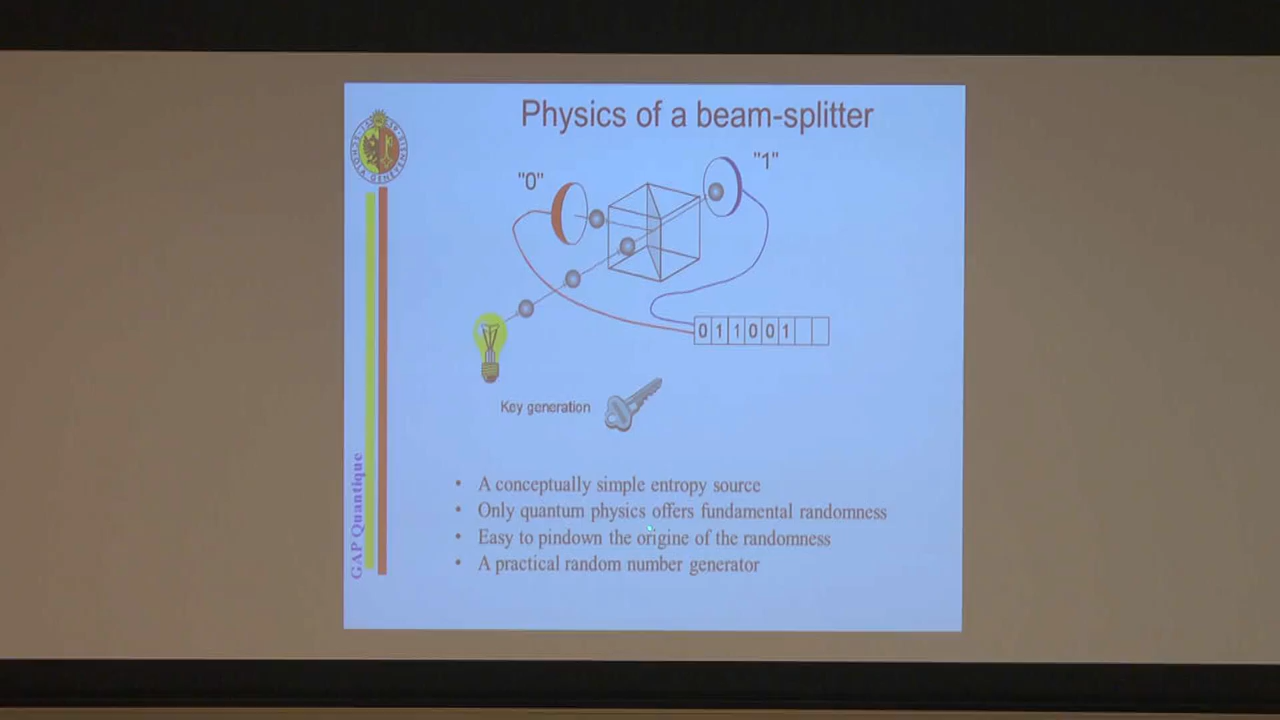 Physics of a beam-splitter
"1"
"0"
0 1 1 0 0 1
Key generation
• A conceptually simple entropy source
• Only quantum physics offers fundamental randomness
• Easy to pindown the origine of the randomness
• A practical random number generator
GAP Quantique